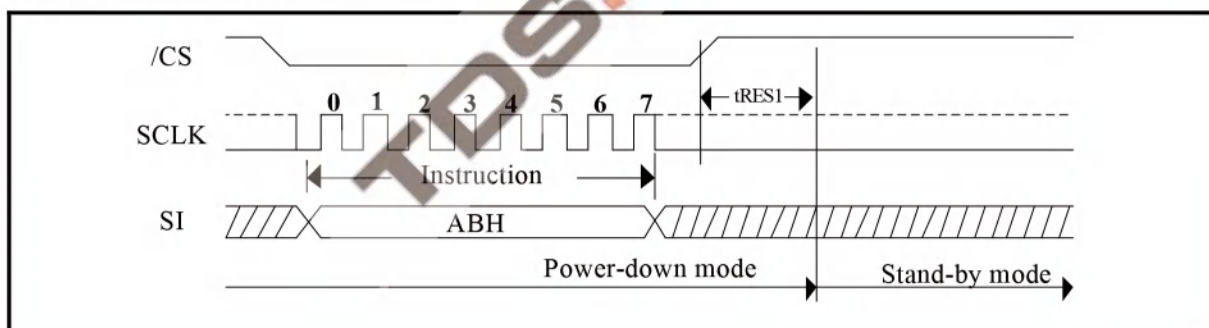 TDS
/CS
tRES1
0 1 2 3 4 5 6 7
SCLK
Instruction
SI
ABH
Power-down mode
Stand-by mode